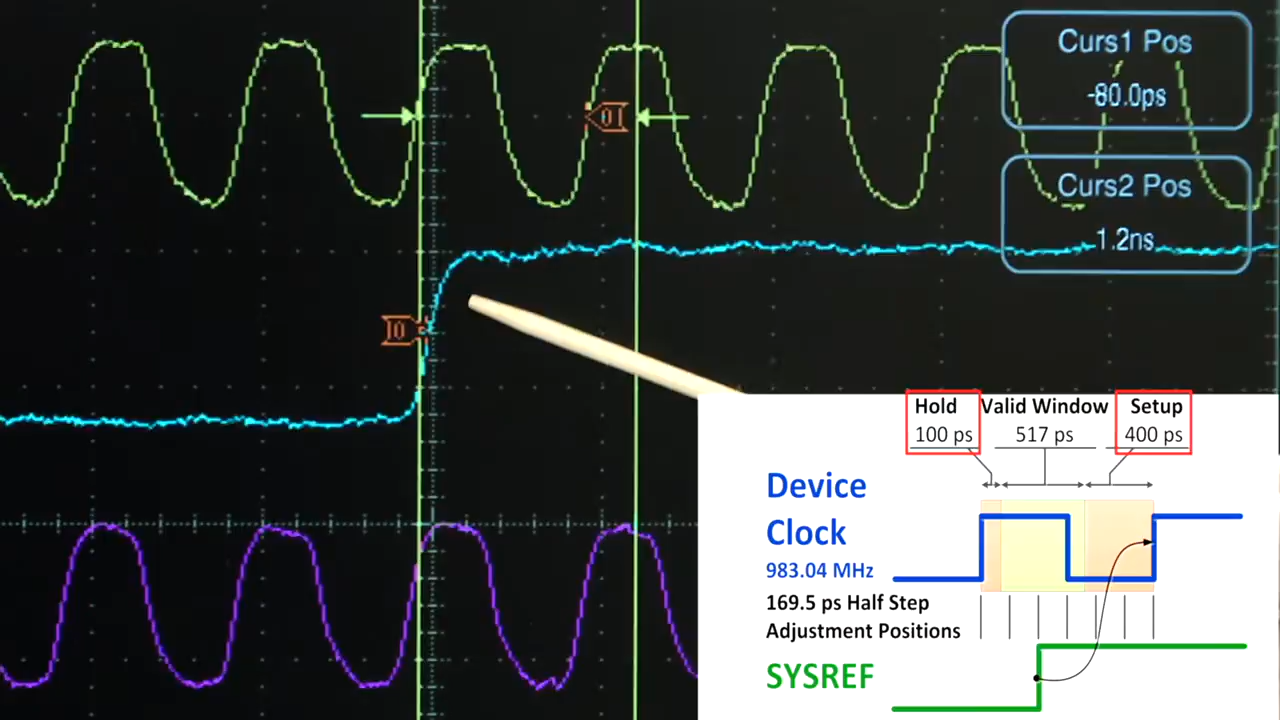 Curs1 Pos
-80.0ps
Curs2 Pos
1.2ns
Hold
100 ps
Valid Window
517 ps
Setup
400 ps
Device
Clock
983.04 MHz
169.5 ps Half Step
Adjustment Positions
SYSREF